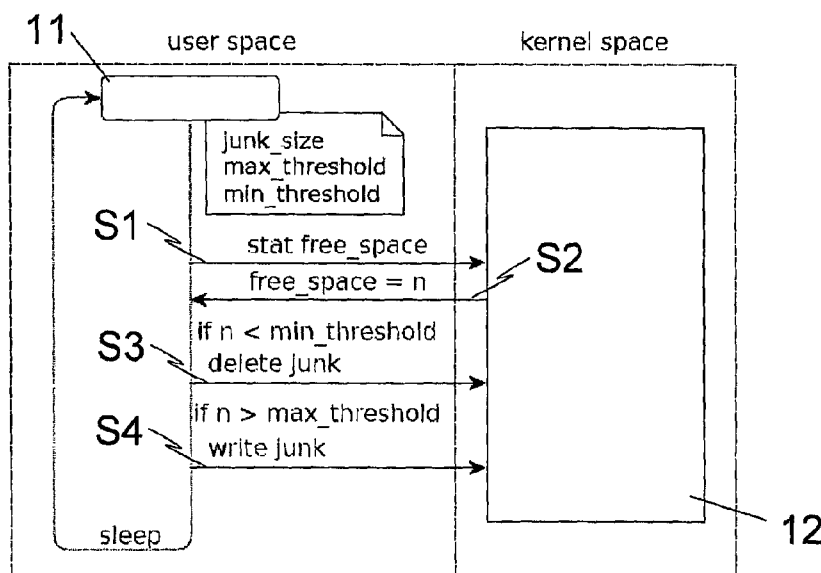 11
user space
kernel space
junk_size
max_threshold
min_threshold
S1
stat free_space
S2
free_space = n
if n < min_threshold
S3
delete junk
if n > max_threshold
S4
write junk
sleep
12